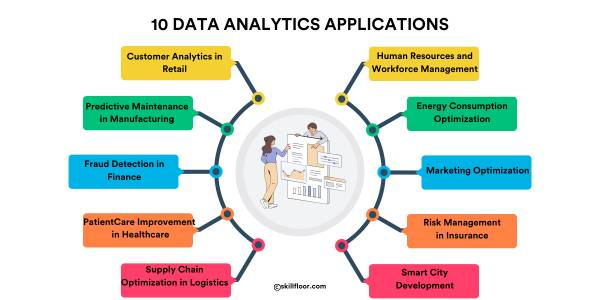 10 DATA ANALYTICS APPLICATIONS
Customer Analytics in
Retail
Predictive Maintenance
in Manufacturing
Fraud Detection in
Finance
PatientCare Improvement
in Healthcare
Supply Chain
Optimization in Logistics
Human Resources and
Workforce Management
Energy Consumption
Optimization
Marketing Optimization
Risk Management
in Insurance
Smart City
Development
©skillfloor.com